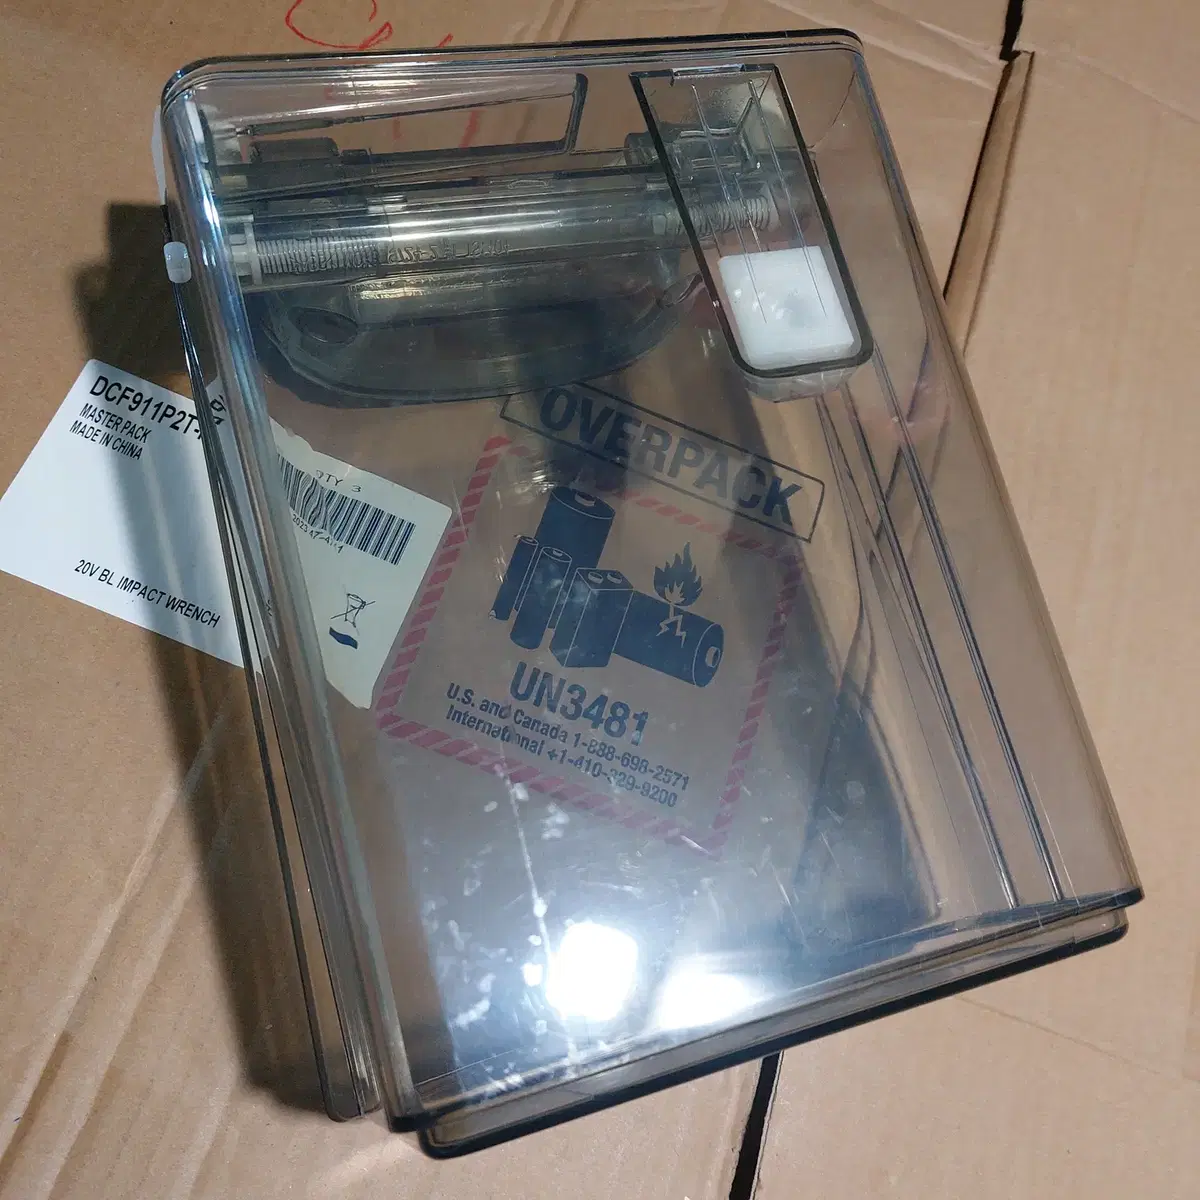 DCF911P2T-
MASTER PACK
MADE IN CHINA
QTY 3
20V BL IMPACT WRENCH
OVERPACK
UN3481
U.S. and Canada 1-888-698-2571
International +1-410-329-9200